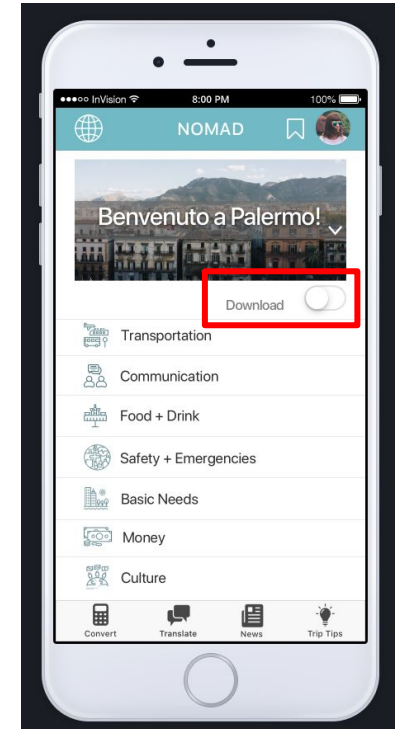 InVision 8:00 PM 100%
NOMAD
Benvenuto a Palermo!
Download
Transportation
Communication
Food + Drink
Safety + Emergencies
Basic Needs
Money
Culture
Convert Translate News Trip Tips